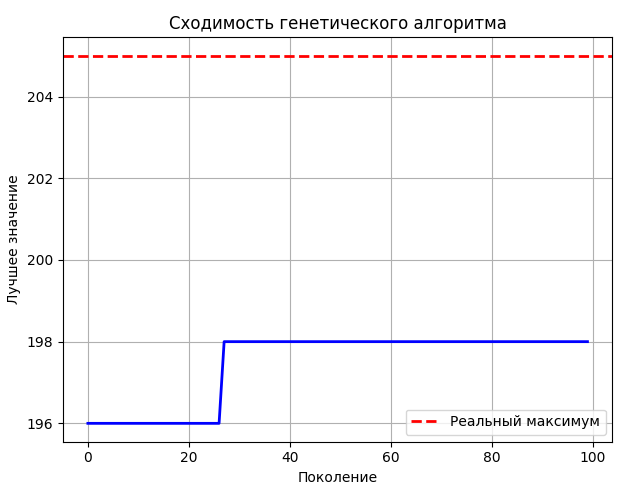 Сходимость генетического алгоритма
Лучшее значение
204
202
200
198
196
Реальный максимум
0 20 40 60 80 100
Поколение